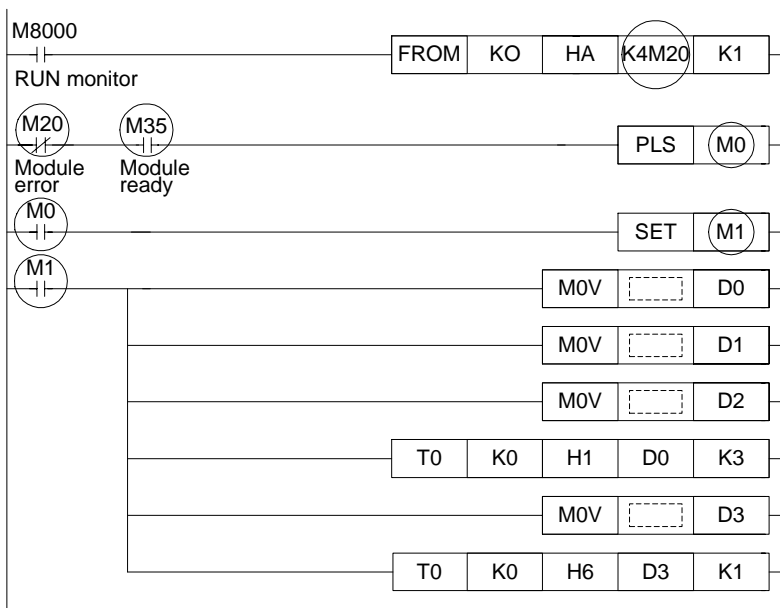 M8000
FROM KO HA K4M20 K1
RUN monitor
M20 M35
PLS M0
Module Module
error ready
M0
SET M1
M1
M0V D0
M0V D1
M0V D2
T0 K0 H1 D0 K3
M0V D3
T0 K0 H6 D3 K1